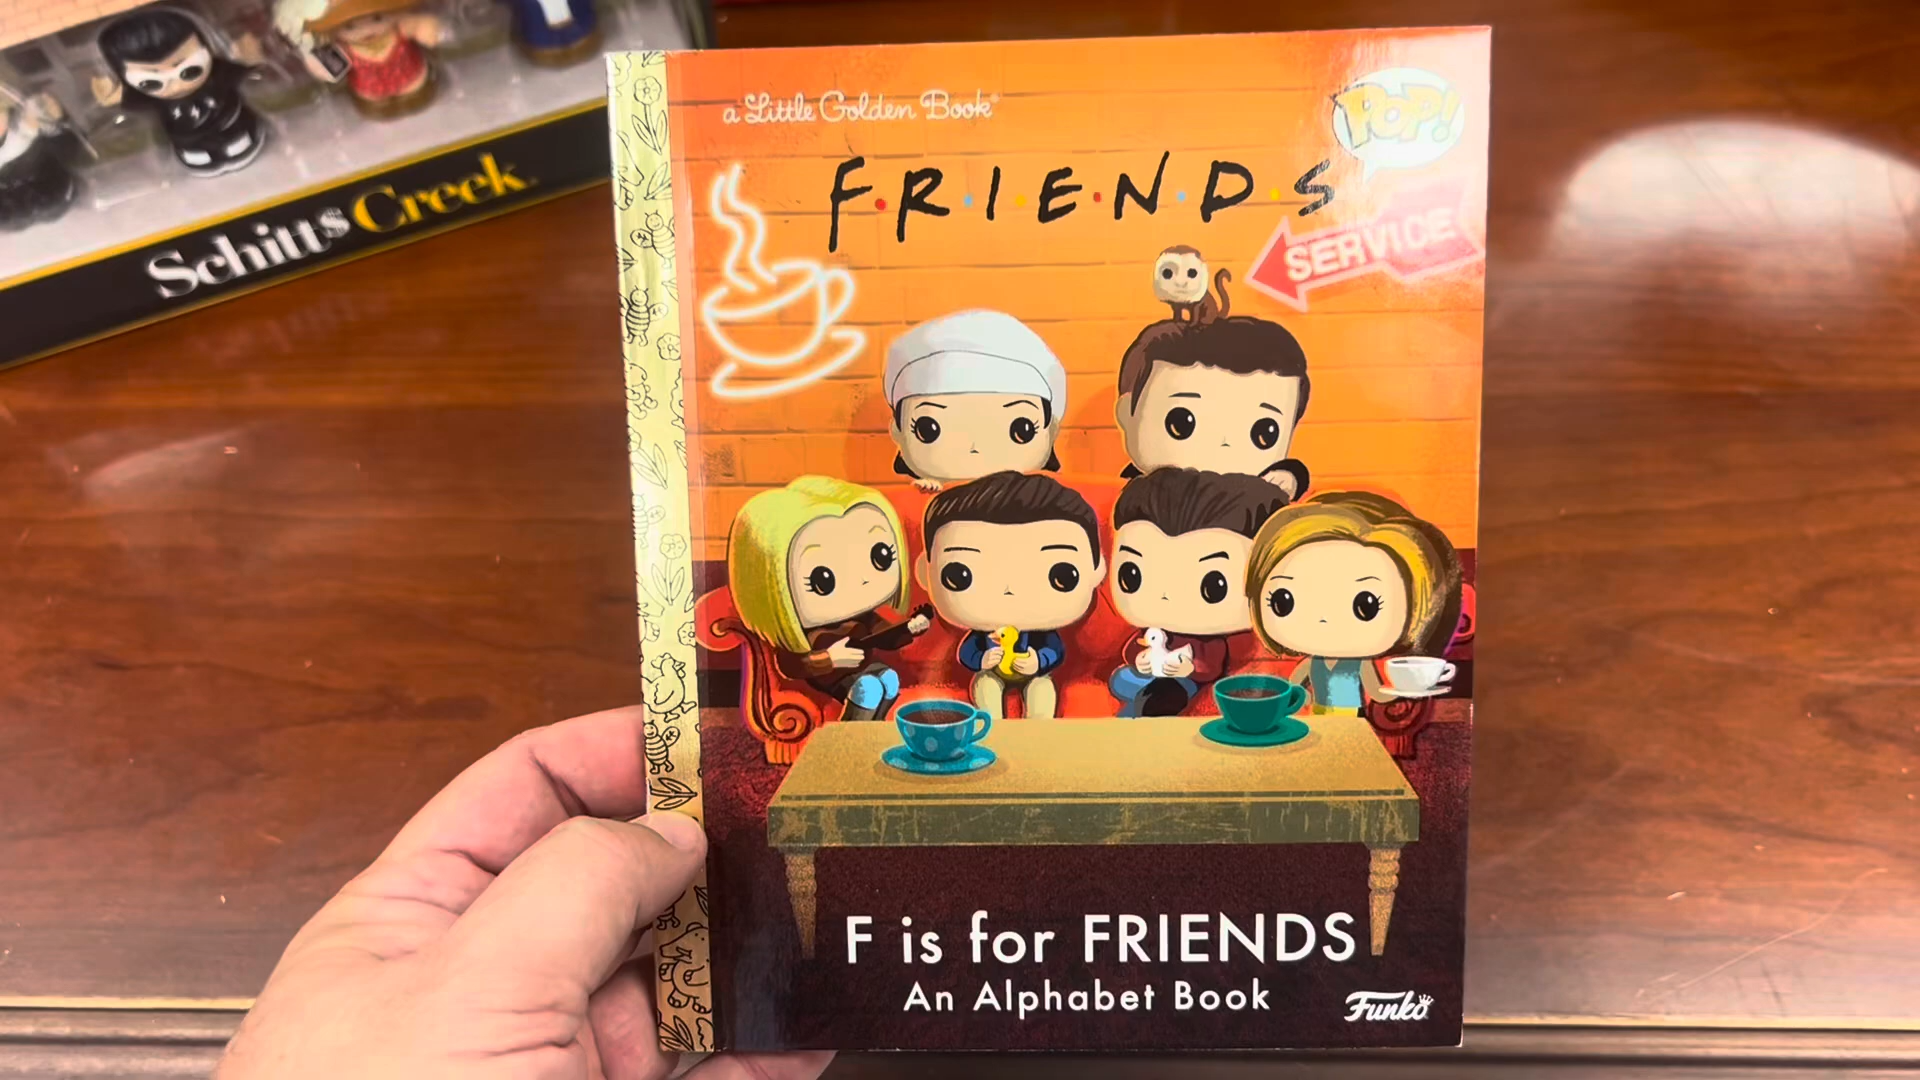 Schitt's Creek
a Little Golden Book®
POP!
F•R•I•E•N•D•S
SERVICE
F is for FRIENDS
An Alphabet Book
Funko